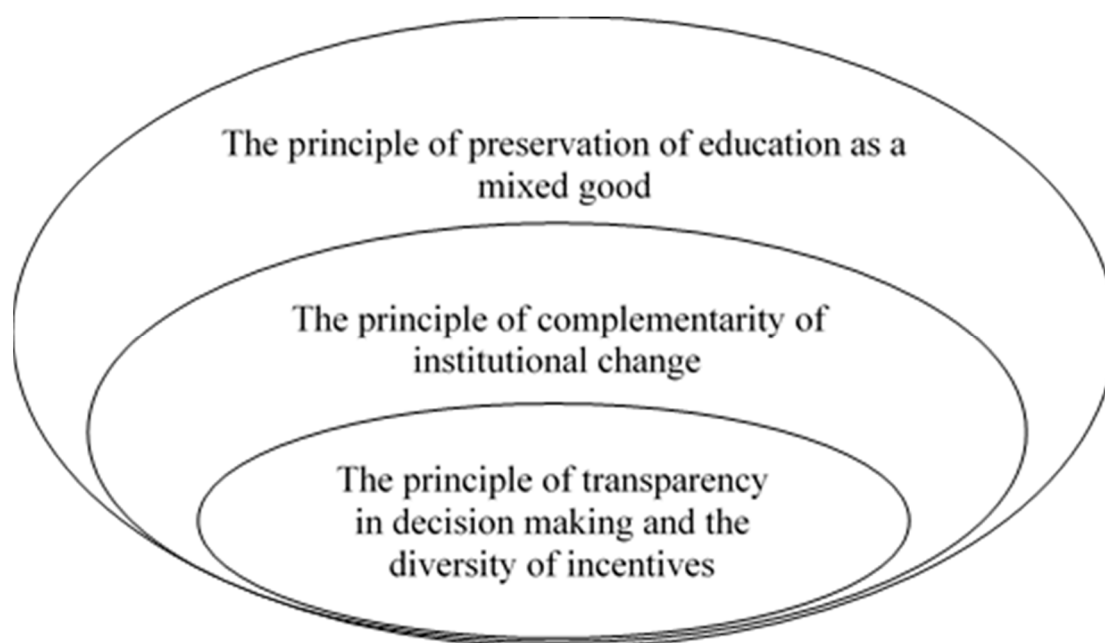 The principle of preservation of education as a
mixed good
The principle of complementarity of
institutional change
The principle of transparency
in decision making and the
diversity of incentives